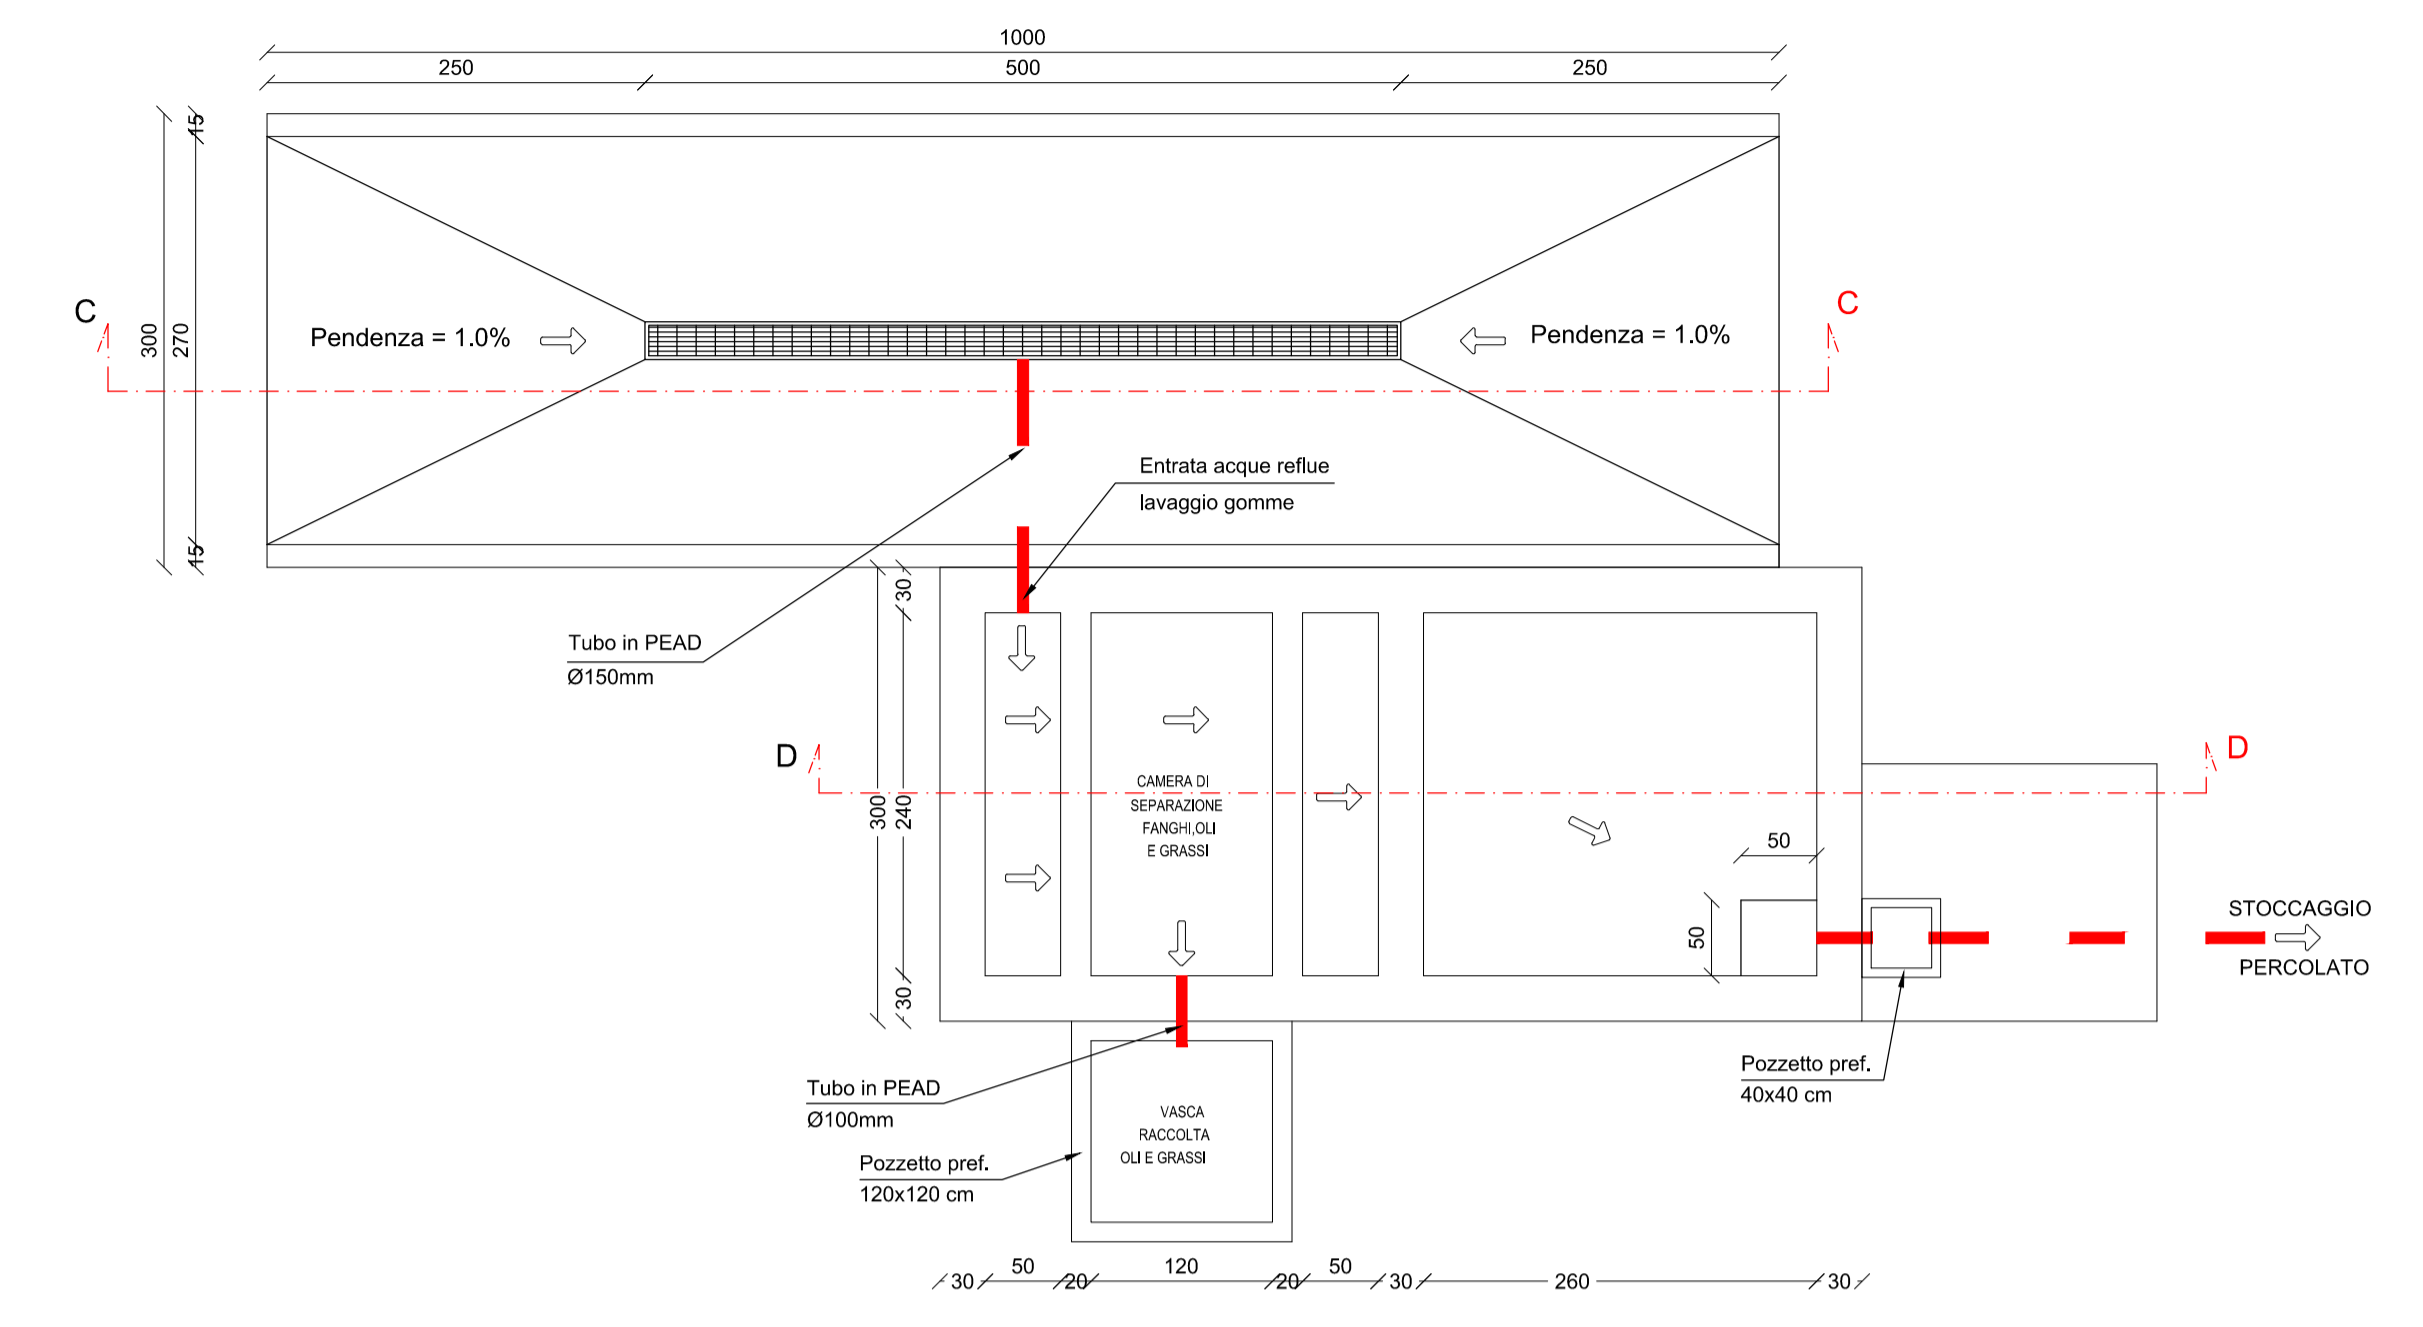 1000
250
500
250
15
300
270
15
C
C
Pendenza = 1.0%
Pendenza = 1.0%
Entrata acque reflue
lavaggio gomme
30
Tubo in PEAD
Ø150mm
D
D
CAMERA DI
SEPARAZIONE
FANGHI,OLI
E GRASSI
300
240
50
50
STOCCAGGIO
PERCOLATO
30
Pozzetto pref.
40x40 cm
Tubo in PEAD
Ø100mm
VASCA
RACCOLTA
OLI E GRASSI
Pozzetto pref.
120x120 cm
30
50
20
120
20
50
30
260
30